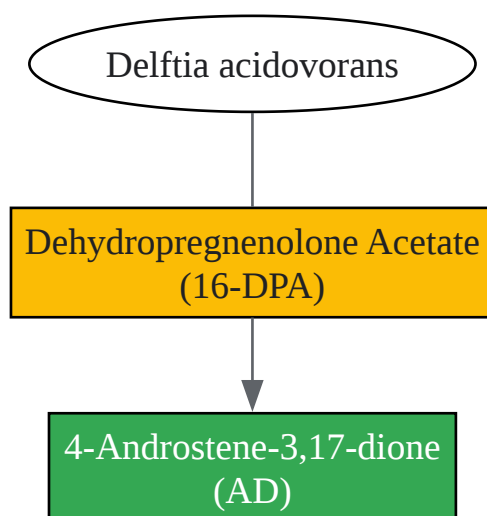 Delftia acidovorans
Dehydropregnenolone Acetate
(16-DPA)
4-Androstene-3,17-dione
(AD)